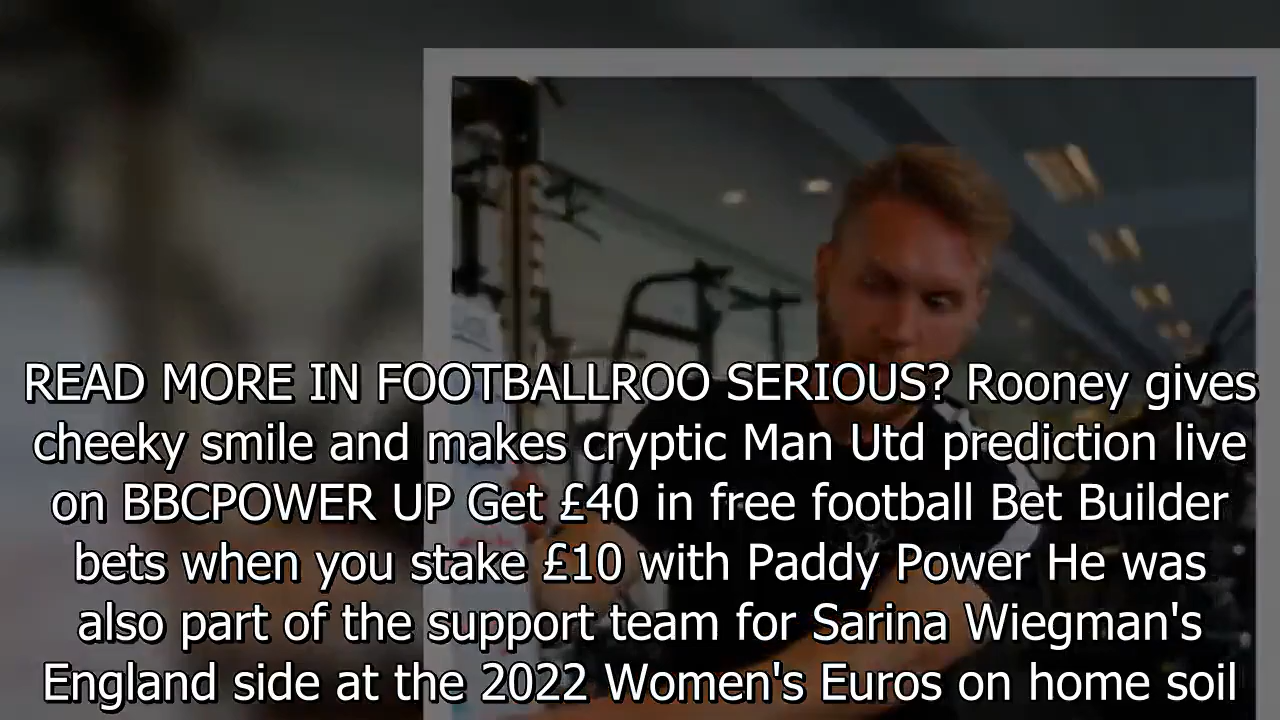 READ MORE IN FOOTBALLROO SERIOUS? Rooney gives
cheeky smile and makes cryptic Man Utd prediction live
on BBCPOWER UP Get £40 in free football Bet Builder
bets when you stake £10 with Paddy Power He was
also part of the support team for Sarina Wiegman's
England side at the 2022 Women's Euros on home soil